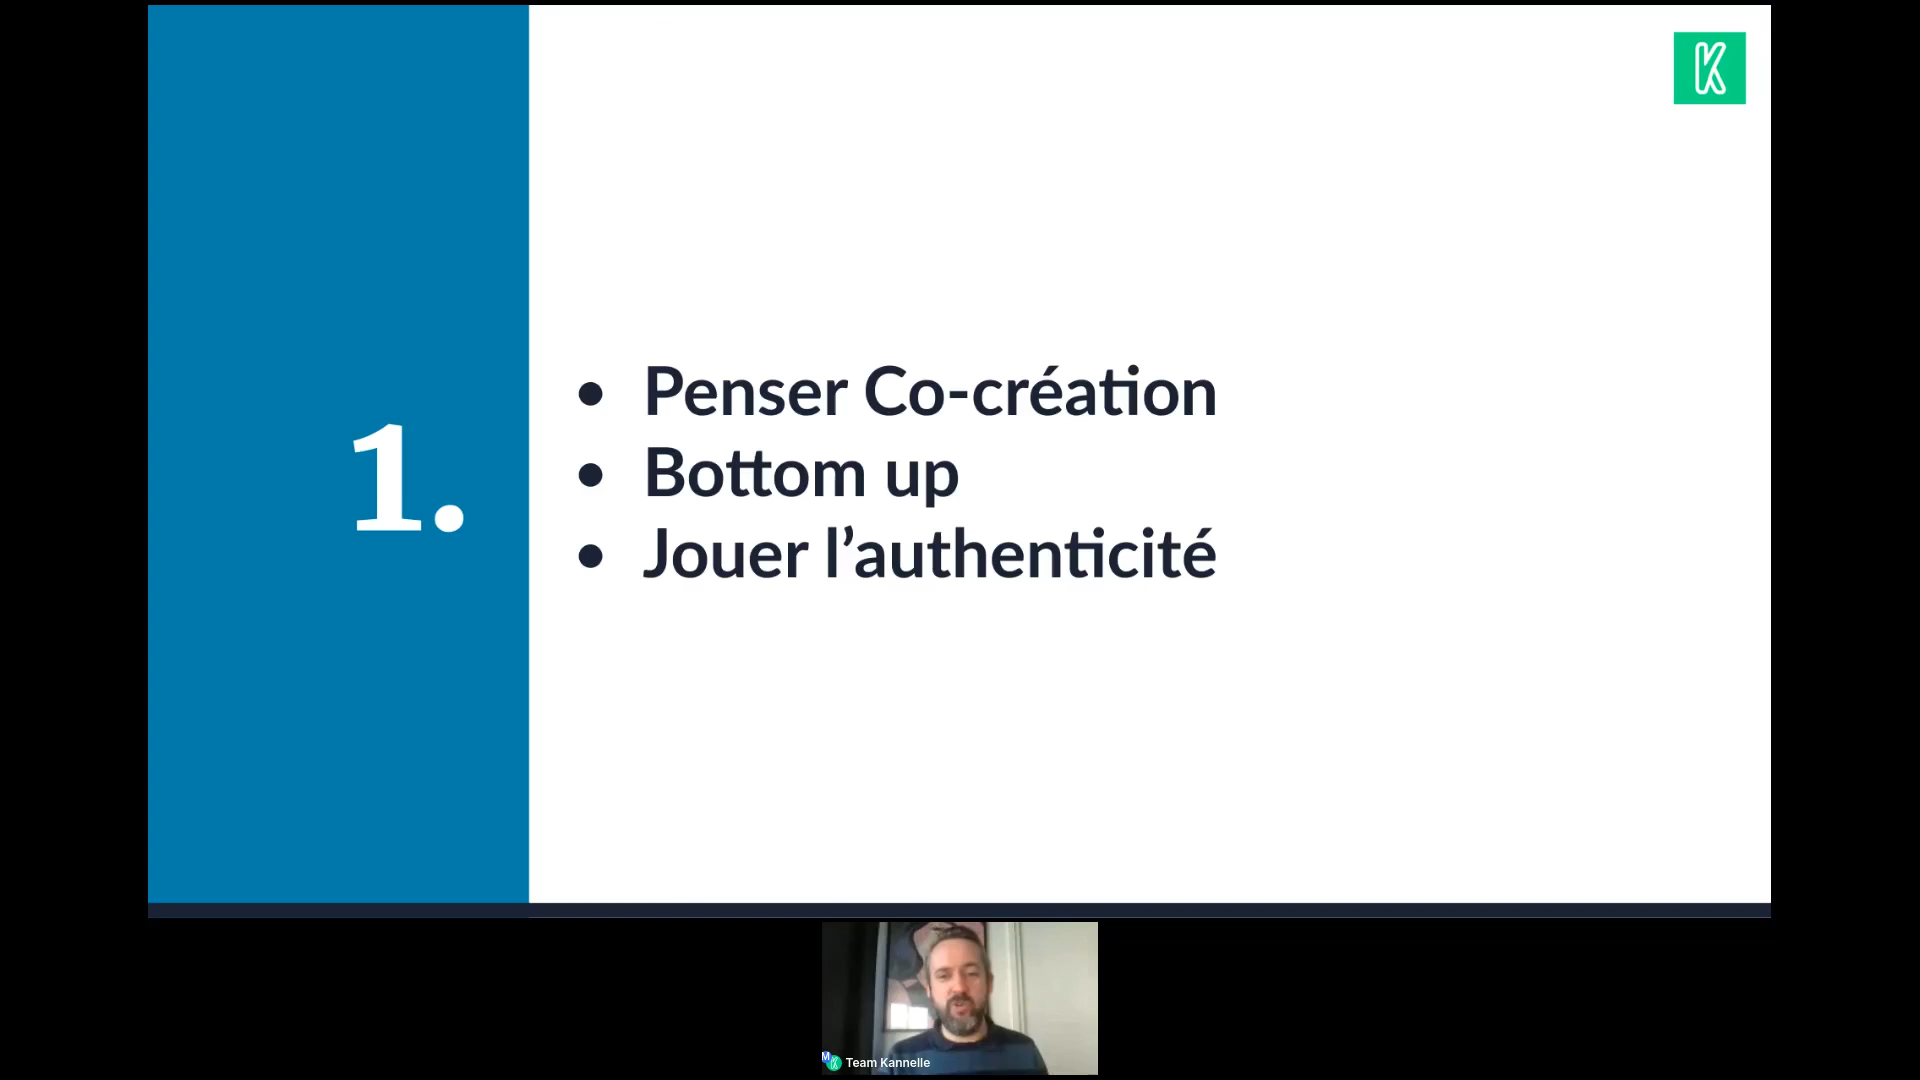 K
1.
• Penser Co-création
• Bottom up
• Jouer l’authenticité
M
Team Kannelle